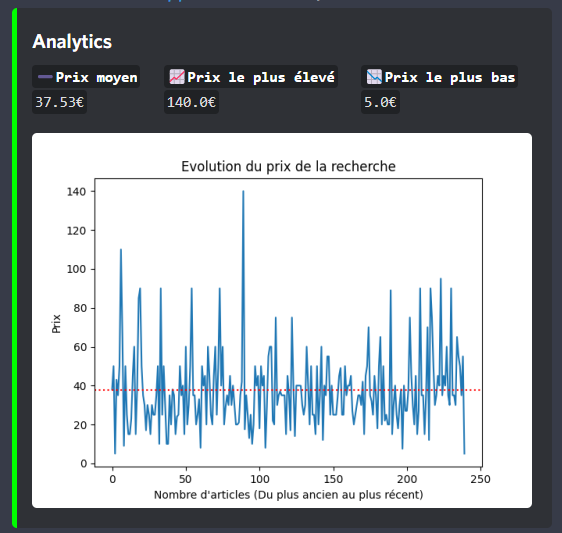 Analytics
Prix moyen Prix le plus élevé Prix le plus bas
37.53€ 140.0€ 5.0€
Evolution du prix de la recherche
140
120
100
80
60
40
20
0
Prix
0 50 100 150 200 250
Nombre d'articles (Du plus ancien au plus récent)